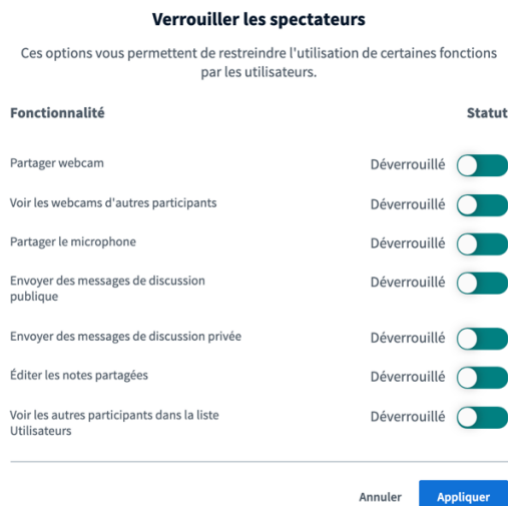 Verrouiller les spectateurs
Ces options vous permettent de restreindre l'utilisation de certaines fonctions
par les utilisateurs.
Fonctionnalité Statut
Partager webcam Déverrouillé
Voir les webcams d'autres participants Déverrouillé
Partager le microphone Déverrouillé
Envoyer des messages de discussion Déverrouillé
publique
Envoyer des messages de discussion privée Déverrouillé
Éditer les notes partagées Déverrouillé
Voir les autres participants dans la liste Déverrouillé
Utilisateurs
Annuler Appliquer